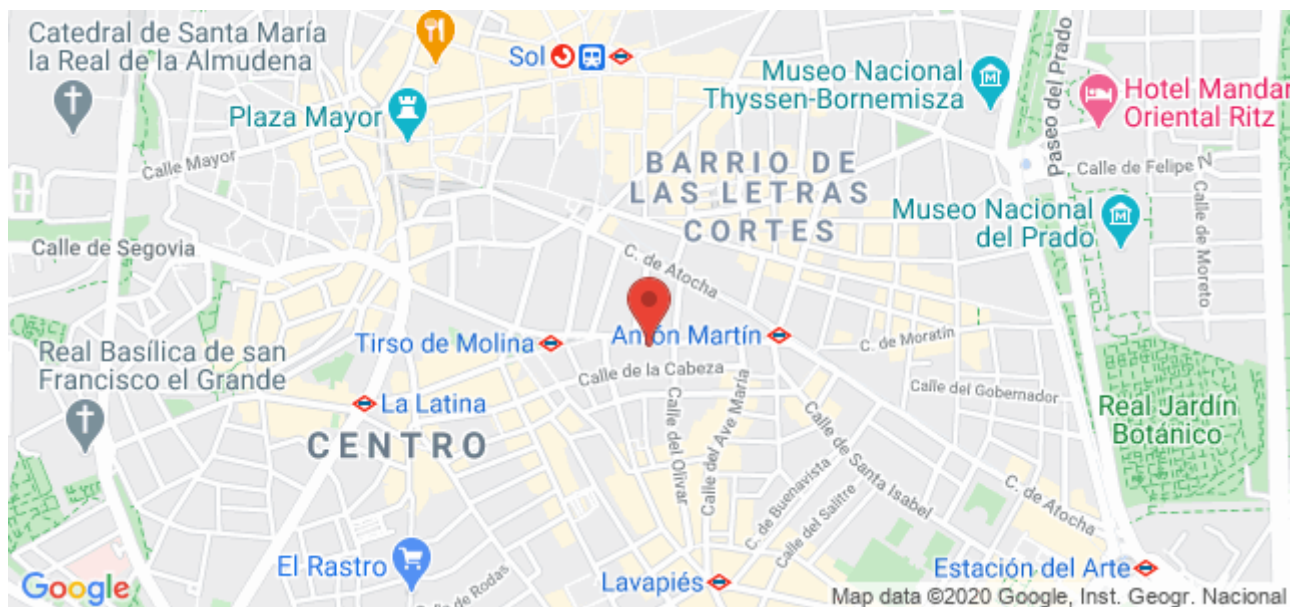 Catedral de Santa María
la Real de la Almudena
Sol
Museo Nacional
Thyssen-Bornemisza
Paseo del Prado
Hotel Mandar
Oriental Ritz
Plaza Mayor
Calle Mayor
BARRIO DE
LAS LETRAS
CORTES
Calle de Felipe N
Calle de Moreto
Museo Nacional
del Prado
Calle de Segovia
C. de Atocha
Tirso de Molina
Antón Martín
C. de Moratín
Real Basílica de san
Francisco el Grande
Calle de la Cabeza
Calle del Gobernador
La Latina
CENTRO
Calle del Olivar
Calle del Ave María
Calle de Santa Isabel
Real Jardín
Botánico
C. de Buenavista
Calle del Salitre
C. de Atocha
El Rastro
Calle de Rodas
Lavapiés
Estación del Arte
Google
Map data ©2020 Google, Inst. Geogr. Nacional